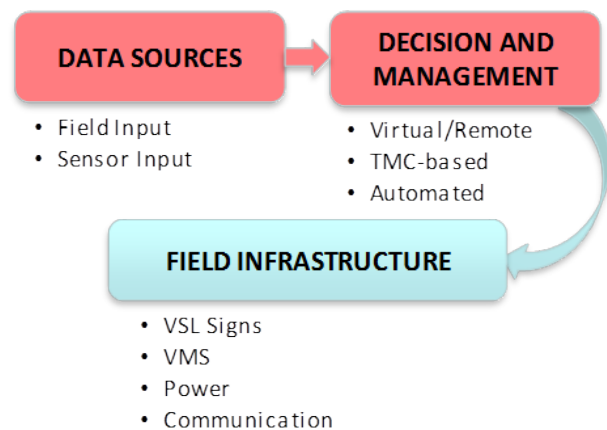 DATA SOURCES
• Field Input
• Sensor Input
DECISION AND
MANAGEMENT
• Virtual/Remote
• TMC-based
• Automated
FIELD INFRASTRUCTURE
• VSL Signs
• VMS
• Power
• Communication